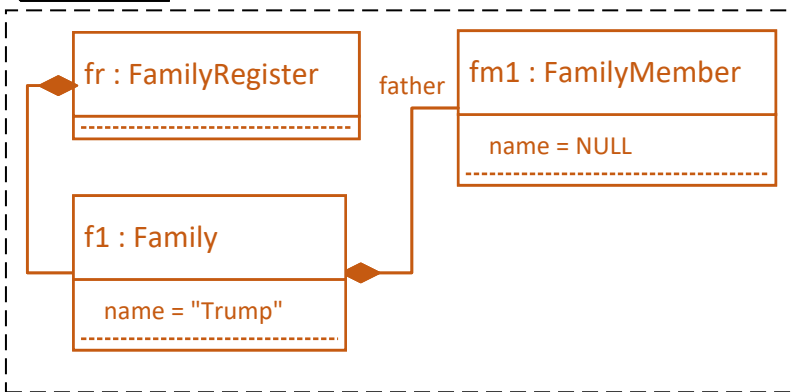 fr : FamilyRegister
father
fm1 : FamilyMember
name = NULL
f1 : Family
name = "Trump"